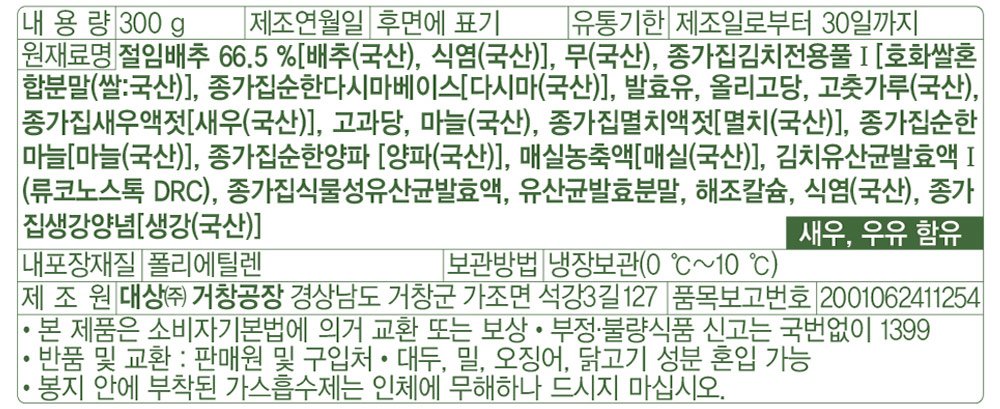 내 용 량 300 g 제조연월일 후면에 표기 유통기한 제조일로부터 30일까지
원재료명 절임배추 66.5 %[배추(국산), 식염(국산)], 무(국산), 종가집김치전용풀Ⅰ[호화쌀혼
합분말(쌀:국산)], 종가집순한다시마베이스[다시마(국산)], 발효유, 올리고당, 고춧가루(국산),
종가집새우액젓[새우(국산)], 고과당, 마늘(국산), 종가집멸치액젓[멸치(국산)], 종가집순한
마늘[마늘(국산)], 종가집순한양파 [양파(국산)], 매실농축액[매실(국산)], 김치유산균발효액Ⅰ
(류코노스톡 DRC), 종가집식물성유산균발효액, 유산균발효분말, 해조칼슘, 식염(국산), 종가
집생강양념[생강(국산)]
새우, 우유 함유
내포장재질 폴리에틸렌 보관방법 냉장보관(0 ℃~10 ℃)
제 조 원 대상㈜ 거창공장 경상남도 거창군 가조면 석강3길127 품목보고번호 2001062411254
• 본 제품은 소비자기본법에 의거 교환 또는 보상 • 부정·불량식품 신고는 국번없이 1399
• 반품 및 교환 : 판매원 및 구입처 • 대두, 밀, 오징어, 닭고기 성분 혼입 가능
• 봉지 안에 부착된 가스흡수제는 인체에 무해하나 드시지 마십시오.